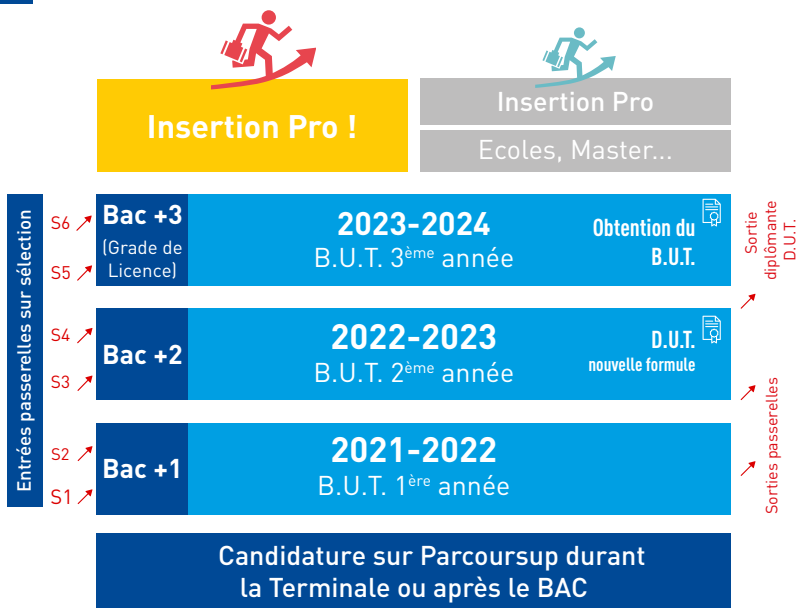 Insertion Pro !
Insertion Pro
Ecoles, Master...
Entrées passerelles sur sélection
S6
S5
Bac +3
(Grade de
Licence)
2023-2024
B.U.T. 3ème année
Obtention du
B.U.T.
Sortie
diplômante
D.U.T.
S4
S3
Bac +2
2022-2023
B.U.T. 2ème année
D.U.T.
nouvelle formule
Sorties passerelles
S2
S1
Bac +1
2021-2022
B.U.T. 1ère année
Candidature sur Parcoursup durant
la Terminale ou après le BAC